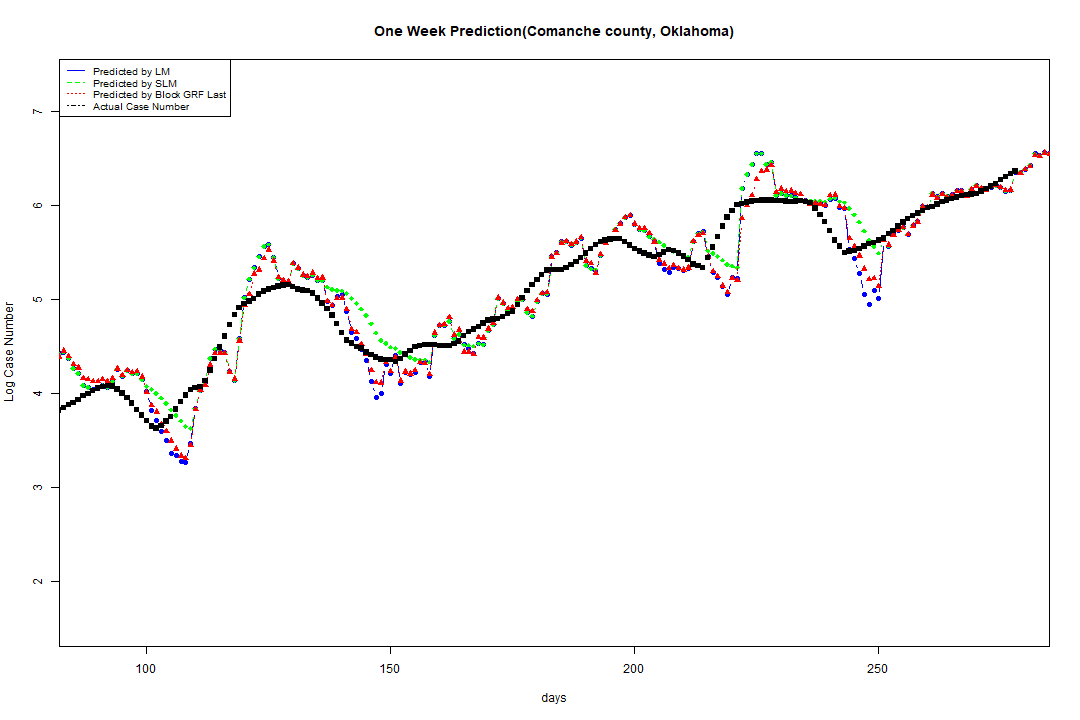 One Week Prediction(Comanche county, Oklahoma)
Predicted by LM
Predicted by SLM
Predicted by Block GRF Last
Actual Case Number
Log Case Number
7
6
5
4
3
2
100
150
200
250
days